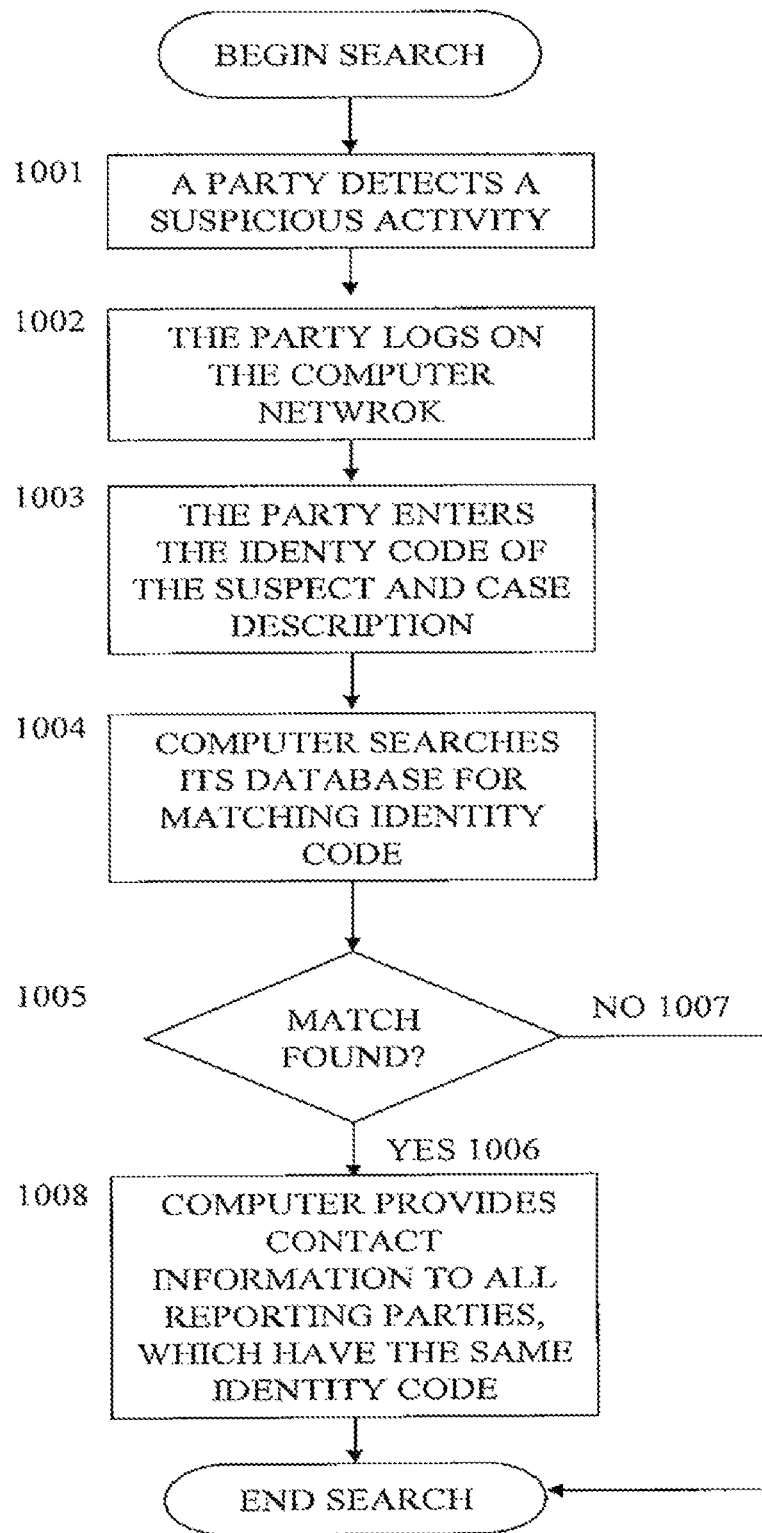 BEGIN SEARCH
1001
A PARTY DETECTS A
SUSPICIOUS ACTIVITY
1002
THE PARTY LOGS ON
THE COMPUTER
NETWROK
1003
THE PARTY ENTERS
THE IDENTY CODE OF
THE SUSPECT AND CASE
DESCRIPTION
1004
COMPUTER SEARCHES
ITS DATABASE FOR
MATCHING IDENTITY
CODE
1005
MATCH
FOUND?
NO 1007
YES 1006
1008
COMPUTER PROVIDES
CONTACT
INFORMATION TO ALL
REPORTING PARTIES,
WHICH HAVE THE SAME
IDENTITY CODE
END SEARCH